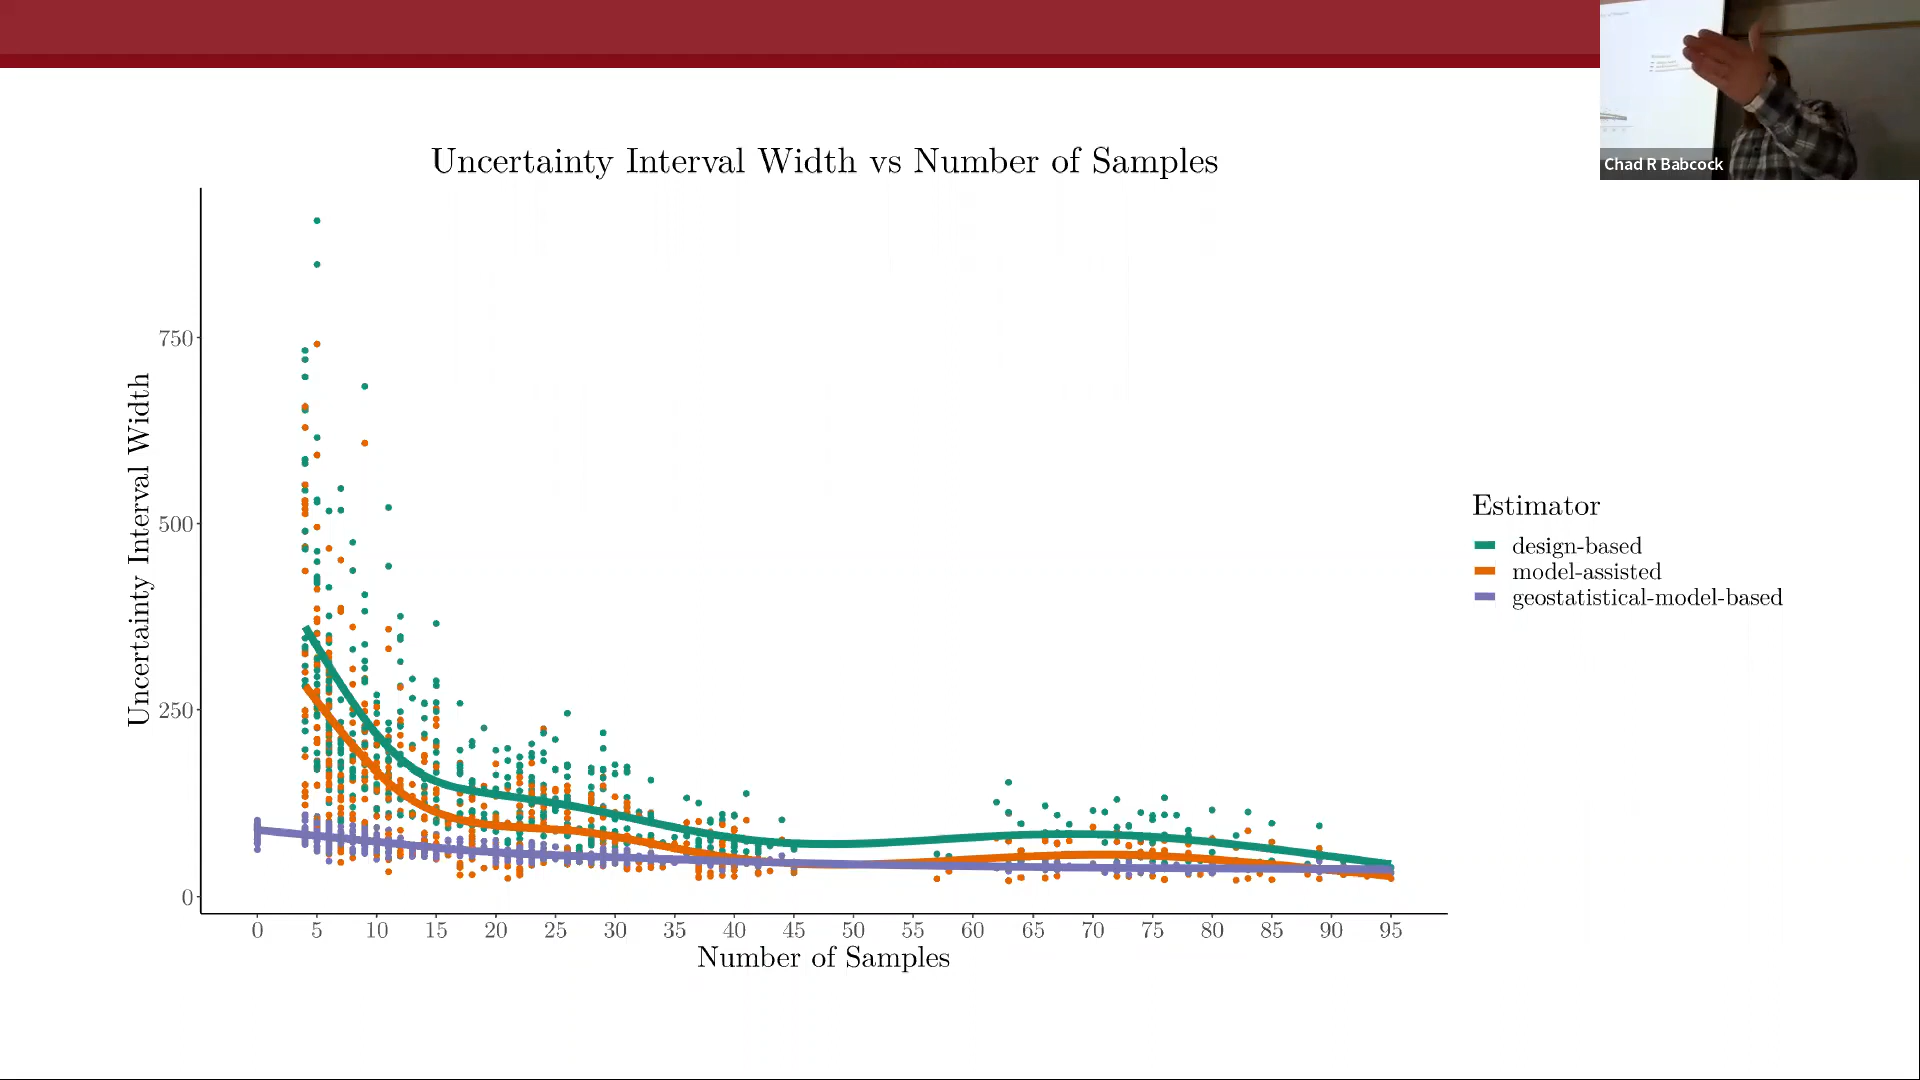 Uncertainty Interval Width vs Number of Samples
Chad R Babcock
Uncertainty Interval Width
750
500
250
0
0 5 10 15 20 25 30 35 40 45 50 55 60 65 70 75 80 85 90 95
Number of Samples
Estimator
design-based
model-assisted
geostatistical-model-based